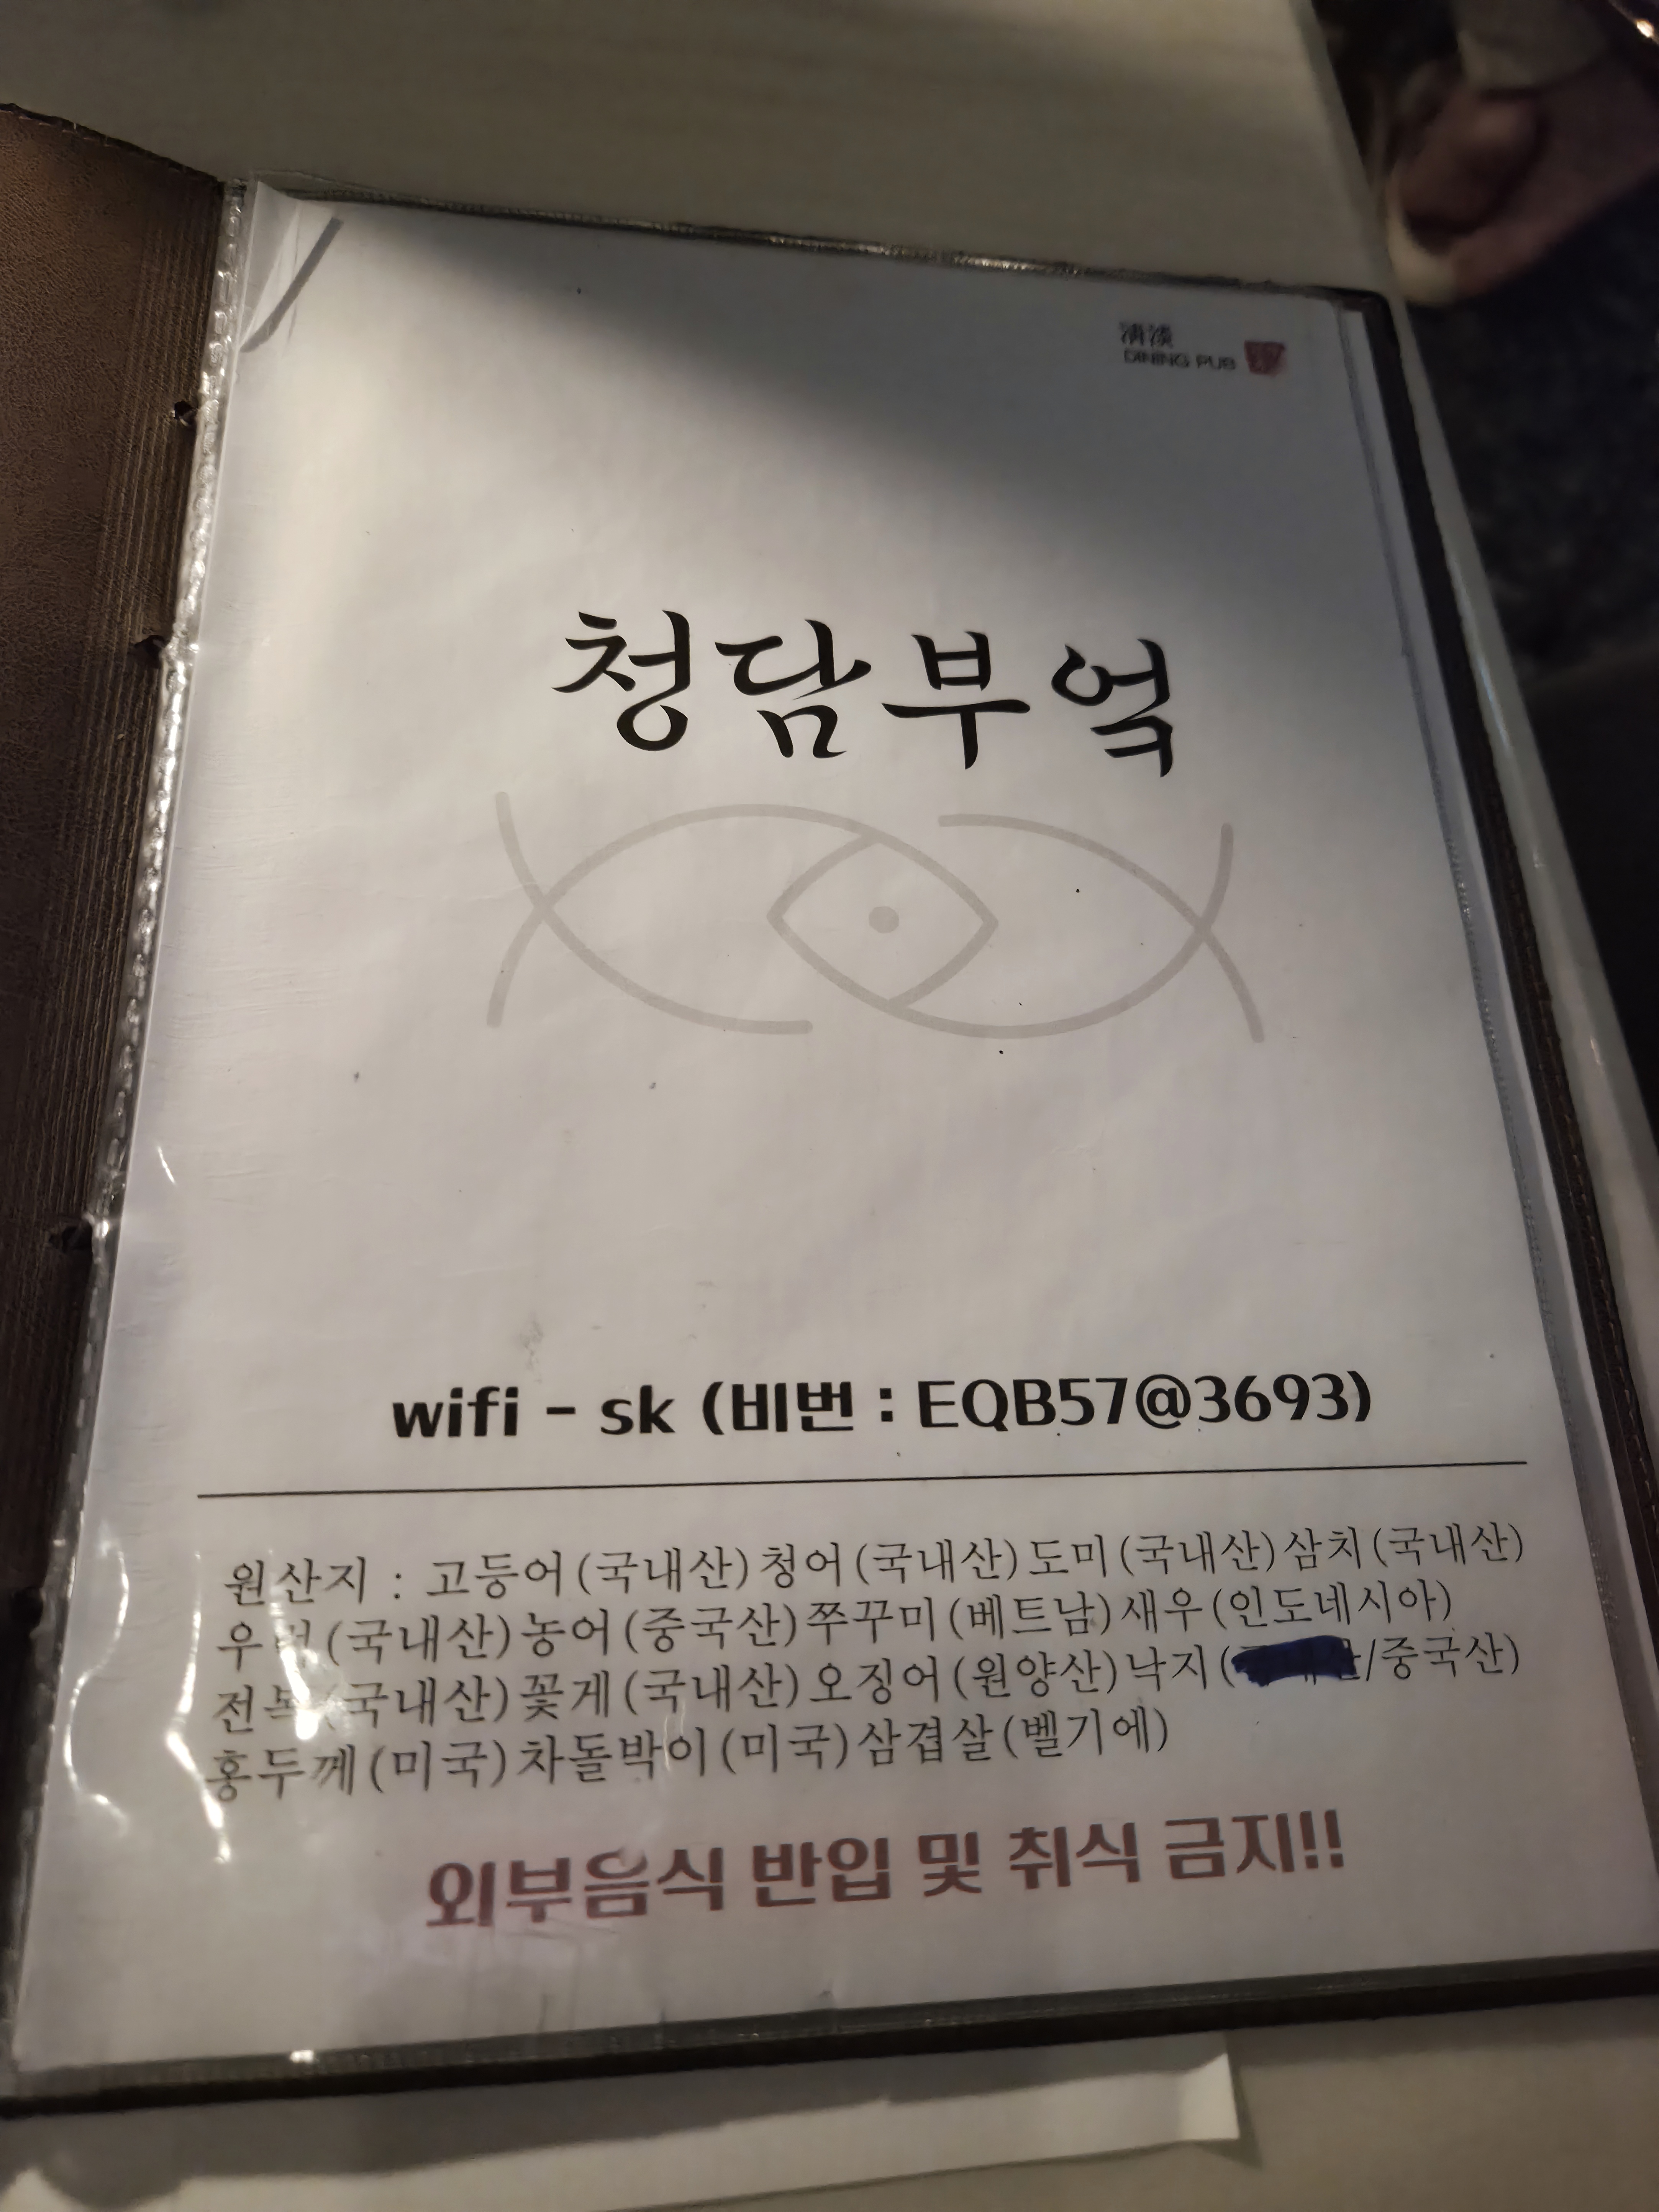 淸淡
DINING PUB
청담부엌
wifi - sk (비번 : EQB57@3693)
원산지 : 고등어(국내산)청어(국내산)도미(국내산)삼치(국내산)
(국내산)농어(중국산)쭈꾸미(베트남)새우(인도네시아)
전복(국내산)꽃게(국내산)오징어(원양산)낙지(/중국산)
홍두께(미국)차돌박이(미국)삼겹살(벨기에)
외부음식 반입 및 취식 금지!!